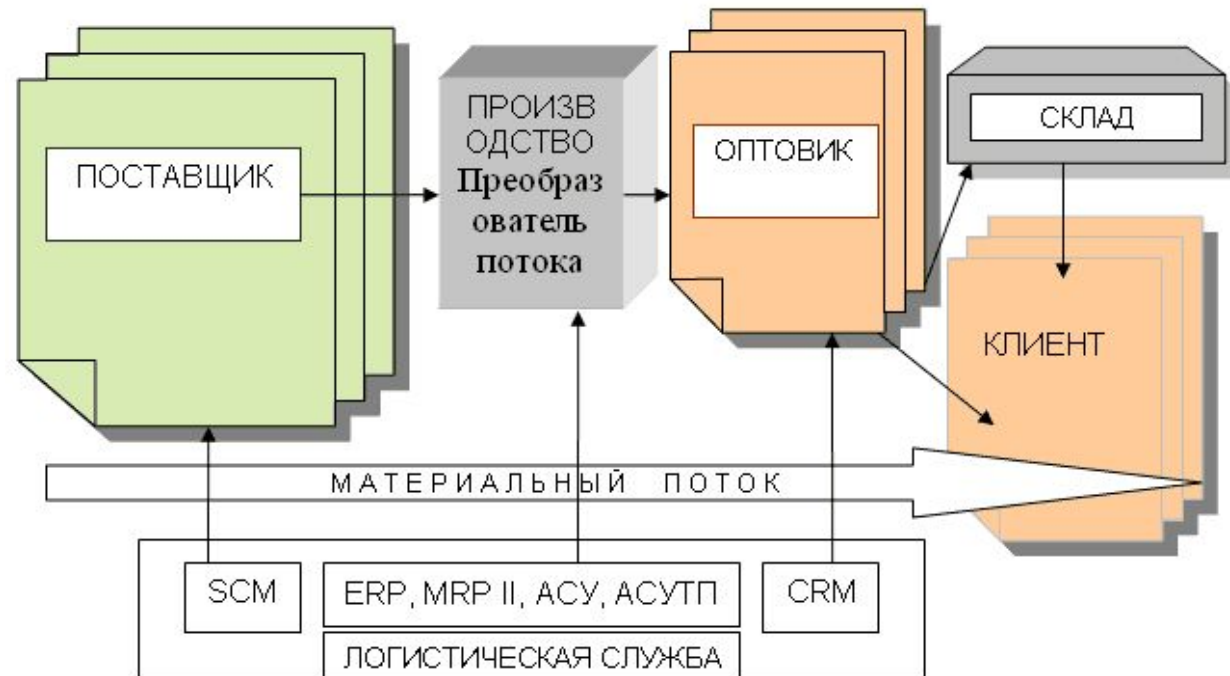 ПОСТАВЩИК
ПРОИЗВ
ОДСТВО
Преобраз
ователь
потока
ОПТОВИК
СКЛАД
КЛИЕНТ
МАТЕРИАЛЬНЫЙ ПОТОК
SCM
ERP, MRP II, АСУ, АСУТП
CRM
ЛОГИСТИЧЕСКАЯ СЛУЖБА